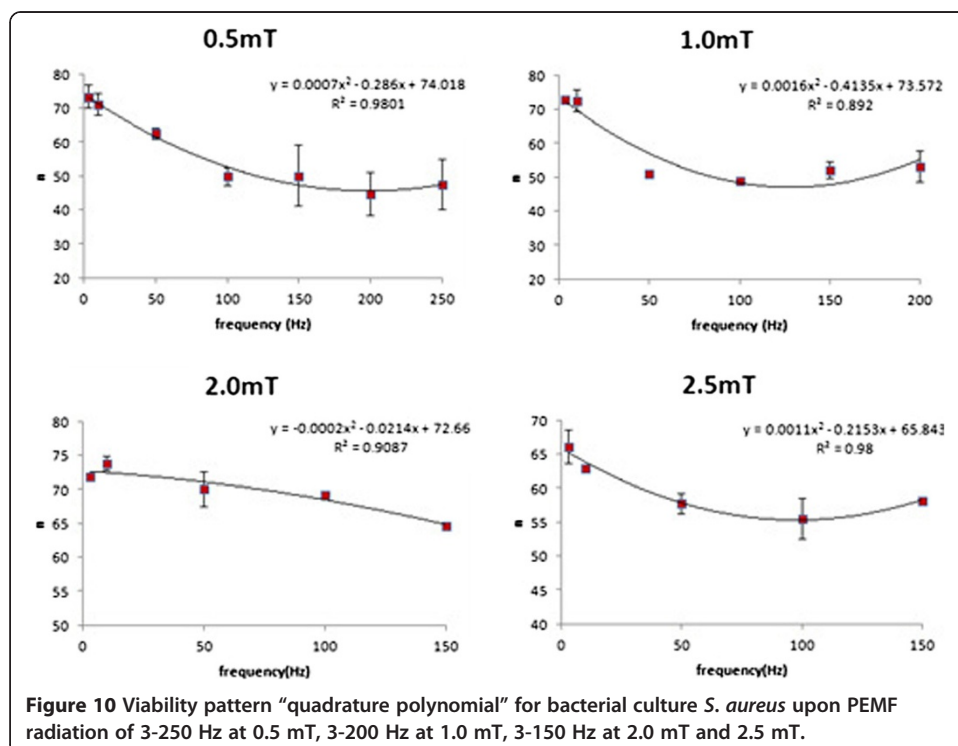 0.5mT
80
70
60
50
40
30
20
n
0 50 100 150 200 250
frequency (Hz)
y = 0.0007x² - 0.286x + 74.018
R² = 0.9801
1.0mT
80
70
60
50
40
30
20
n
0 50 100 150 200
frequency (Hz)
y = 0.0016x² - 0.4135x + 73.572
R² = 0.892
2.0mT
80
75
70
65
60
55
50
n
0 50 100 150
frequency(Hz)
y = -0.0002x² - 0.0214x + 72.66
R² = 0.9087
2.5mT
70
65
60
55
50
45
40
n
0 50 100 150
frequency(Hz)
y = 0.0011x² - 0.2153x + 65.843
R² = 0.98
Figure 10 Viability pattern “quadrature polynomial” for bacterial culture S. aureus upon PEMF
radiation of 3-250 Hz at 0.5 mT, 3-200 Hz at 1.0 mT, 3-150 Hz at 2.0 mT and 2.5 mT.